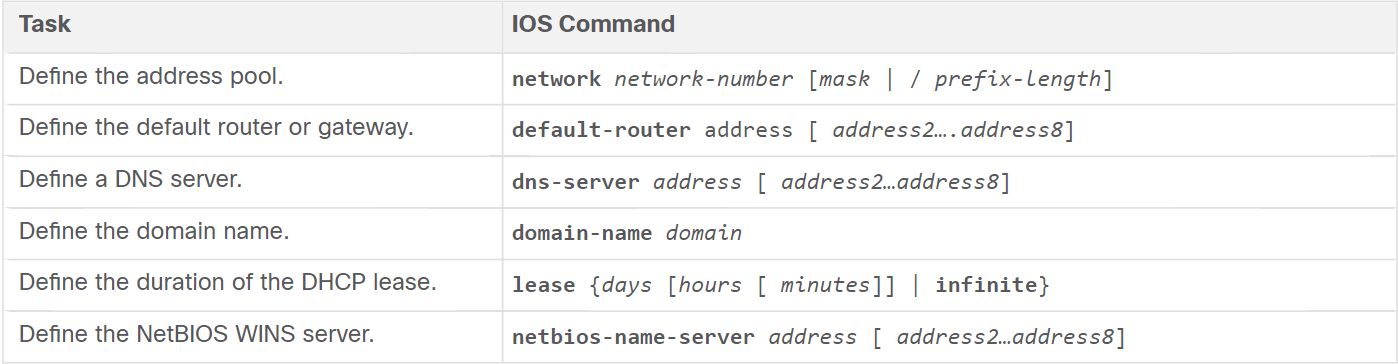 Task IOS Command
Define the address pool. network network-number [mask | / prefix-length]
Define the default router or gateway. default-router address [ address2….address8]
Define a DNS server. dns-server address [ address2…address8]
Define the domain name. domain-name domain
Define the duration of the DHCP lease. lease {days [hours [ minutes]] | infinite}
Define the NetBIOS WINS server. netbios-name-server address [ address2…address8]